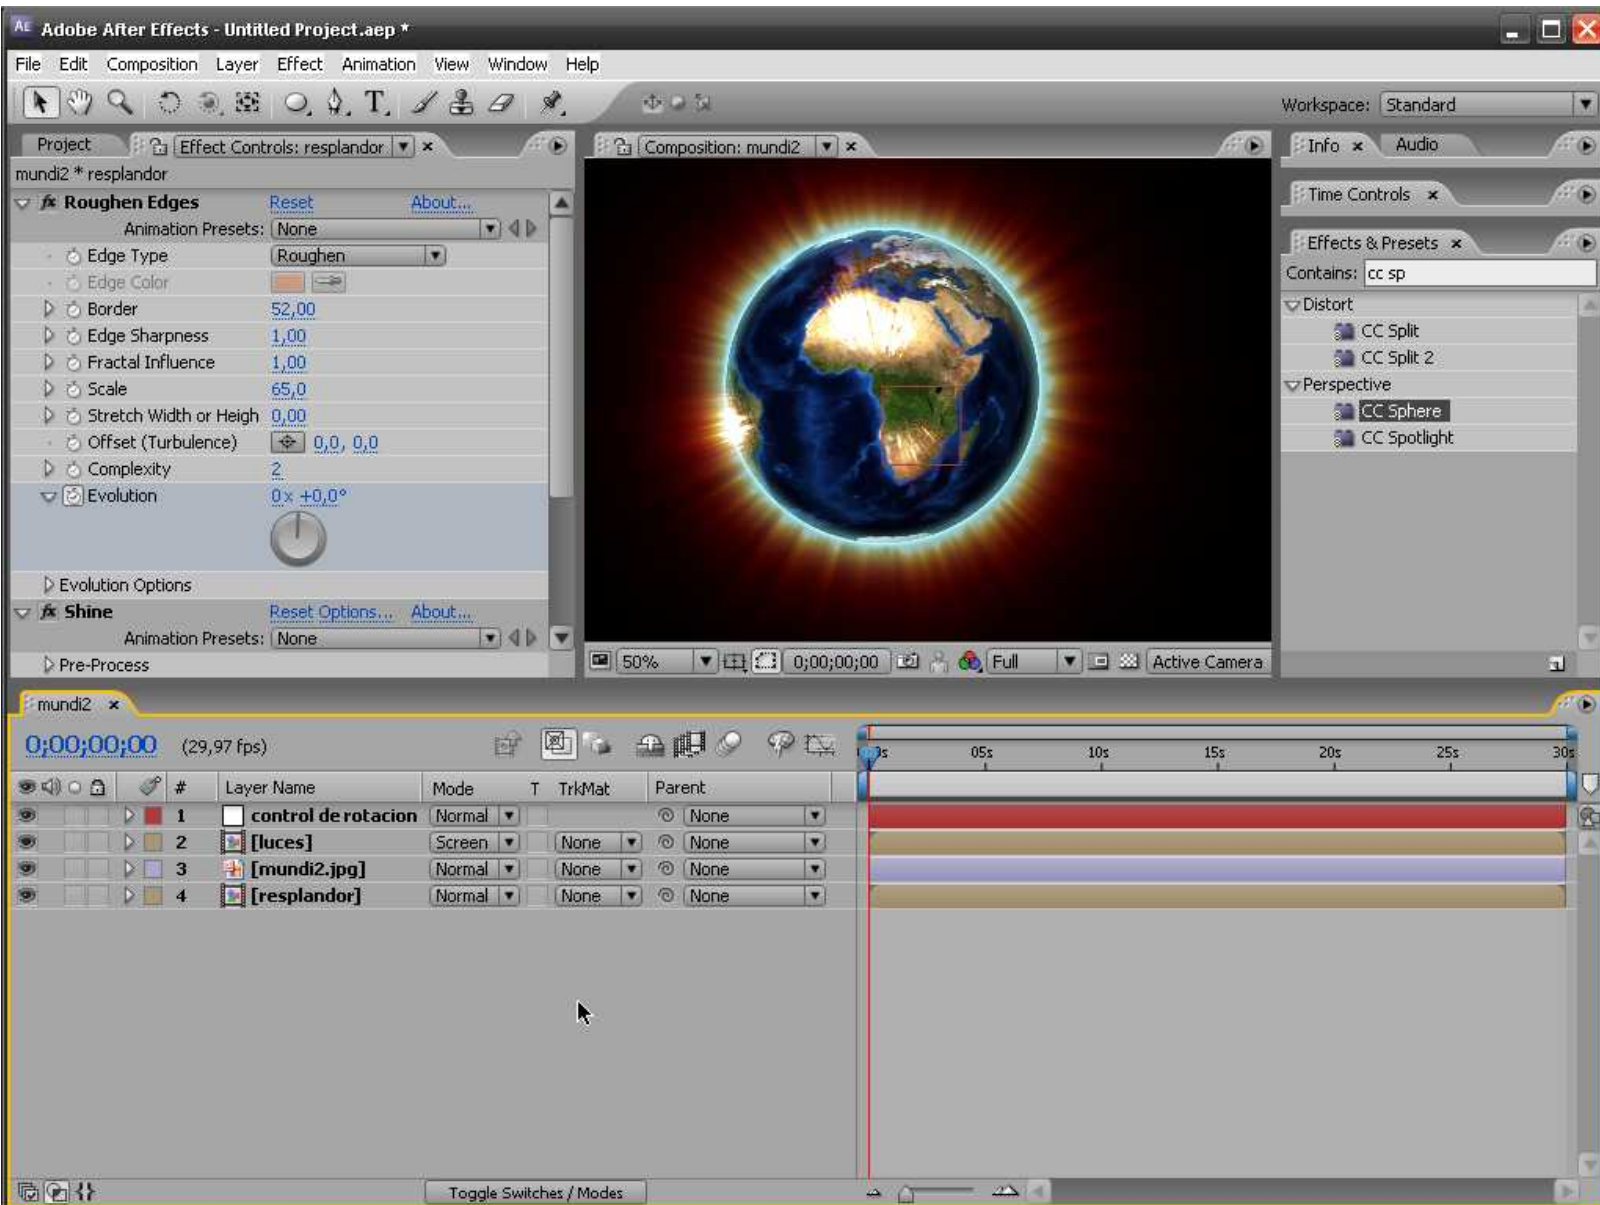 AE Adobe After Effects - Untitled Project.aep *
File Edit Composition Layer Effect Animation View Window Help
T
Workspace: Standard
Project Effect Controls: resplandor
mundi2 * resplandor
Roughen Edges Reset About...
Animation Presets: None
Edge Type Roughen
Edge Color
Border 52,00
Edge Sharpness 1,00
Fractal Influence 1,00
Scale 65,0
Stretch Width or Heigh 0,00
Offset (Turbulence) 0,0, 0,0
Complexity 2
Evolution 0x +0,0°
Evolution Options
Shine Reset Options... About...
Animation Presets: None
Pre-Process
Composition: mundi2
50% 0;00;00;00 Full Active Camera
Info Audio
Time Controls
Effects & Presets
Contains: cc sp
Distort
CC Split
CC Split 2
Perspective
CC Sphere
CC Spotlight
mundi2
0;00;00;00 (29,97 fps)
05s 10s 15s 20s 25s 30s
# Layer Name Mode T TrkMat Parent
1 control de rotacion Normal None
2 [luces] Screen None None
3 [mundi2.jpg] Normal None None
4 [resplandor] Normal None None
Toggle Switches / Modes